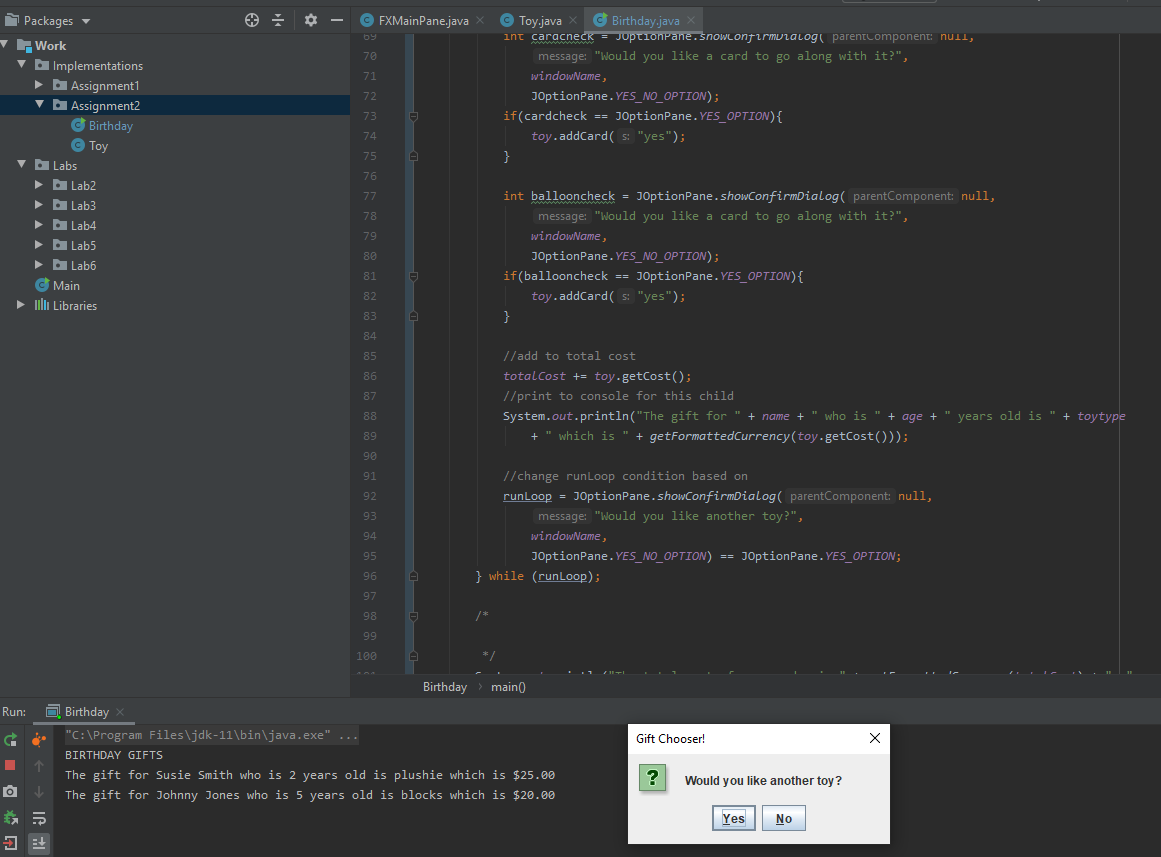 Packages
FXMainPane.java
Toy.java
Birthday.java
Work
Implementations
Assignment1
Assignment2
Birthday
Toy
Labs
Lab2
Lab3
Lab4
Lab5
Lab6
Main
Libraries
69 int cardcheck = JOptionPane.showConfirmDialog( parentComponent: null,
70 message: "Would you like a card to go along with it?",
71 windowName,
72 JOptionPane.YES_NO_OPTION);
73 if(cardcheck == JOptionPane.YES_OPTION){
74 toy.addCard( s: "yes");
75 }
76
77 int ballooncheck = JOptionPane.showConfirmDialog( parentComponent: null,
78 message: "Would you like a card to go along with it?",
79 windowName,
80 JOptionPane.YES_NO_OPTION);
81 if(ballooncheck == JOptionPane.YES_OPTION){
82 toy.addCard( s: "yes");
83 }
84
85 //add to total cost
86 totalCost += toy.getCost();
87 //print to console for this child
88 System.out.println("The gift for " + name + " who is " + age + " years old is " + toytype
89 + " which is " + getFormattedCurrency(toy.getCost()));
90
91 //change runLoop condition based on
92 runLoop = JOptionPane.showConfirmDialog( parentComponent: null,
93 message: "Would you like another toy?",
94 windowName,
95 JOptionPane.YES_NO_OPTION) == JOptionPane.YES_OPTION;
96 } while (runLoop);
97
98 /*
99
100 */
Birthday › main()
Run: Birthday
"C:\Program Files\jdk-11\bin\java.exe" ...
BIRTHDAY GIFTS
The gift for Susie Smith who is 2 years old is plushie which is $25.00
The gift for Johnny Jones who is 5 years old is blocks which is $20.00
Gift Chooser!
? Would you like another toy?
Yes No